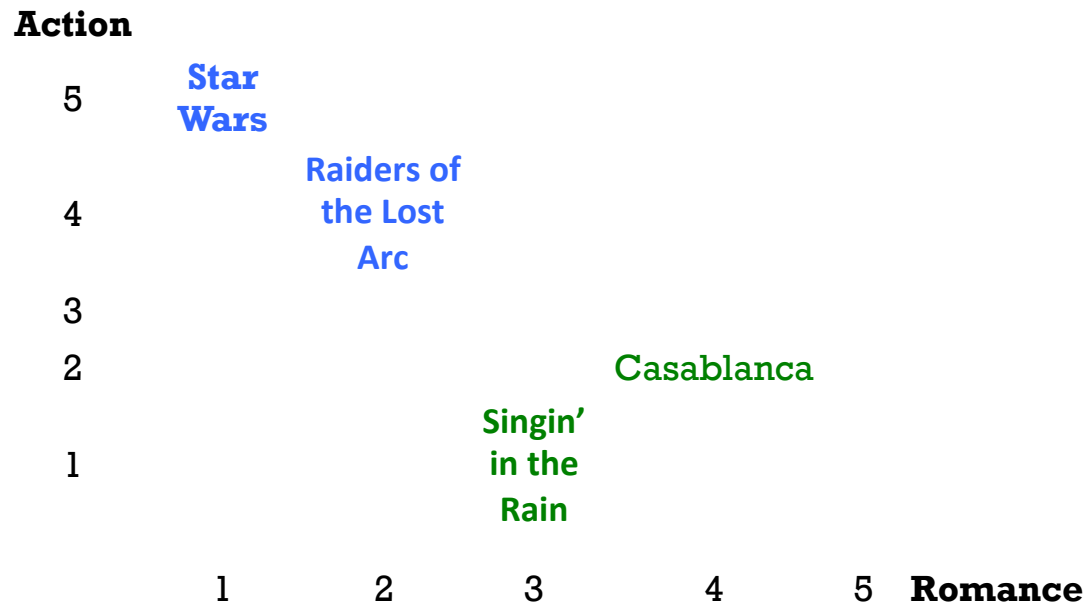 Action
5 Star
Wars
Raiders of
4 the Lost
Arc
3
2 Casablanca
Singin’
1 in the
Rain
1 2 3 4 5 Romance